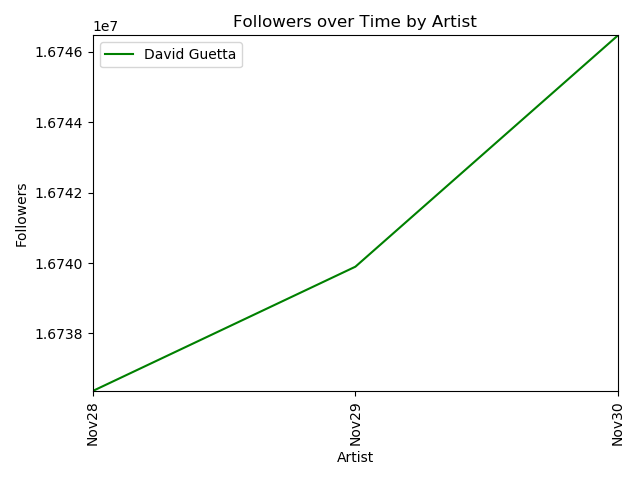 Followers over Time by Artist
1e7
David Guetta
1.6746
1.6744
1.6742
1.6740
1.6738
Followers
Nov28
Nov29
Nov30
Artist